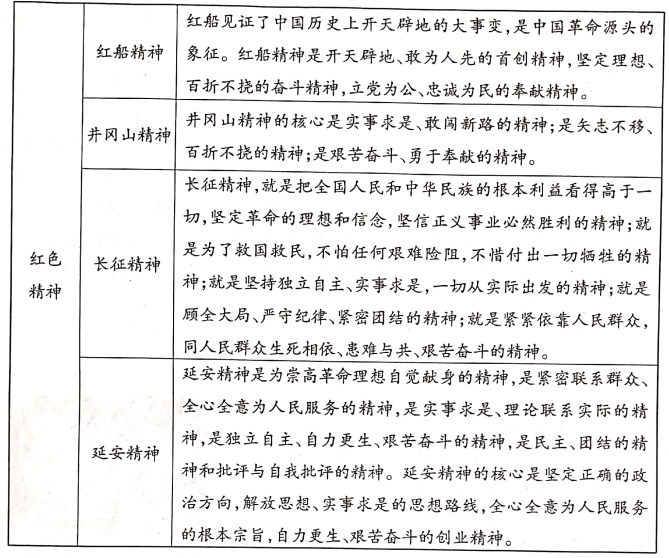 红色
精神
红船精神
红船见证了中国历史上开天辟地的大事变,是中国革命源头的
象征。红船精神是开天辟地、敢为人先的首创精神,坚定理想、
百折不挠的奋斗精神,立党为公、忠诚为民的奉献精神。
井冈山精神
井冈山精神的核心是实事求是、敢闯新路的精神;是矢志不移、
百折不挠的精神;是艰苦奋斗、勇于奉献的精神。
长征精神
长征精神,就是把全国人民和中华民族的根本利益看得高于一
切,坚定革命的理想和信念,坚信正义事业必然胜利的精神;就
是为了救国救民,不怕任何艰难险阻,不惜付出一切牺牲的精
神;就是坚持独立自主、实事求是,一切从实际出发的精神;就是
顾全大局、严守纪律、紧密团结的精神;就是紧紧依靠人民群众,
同人民群众生死相依、患难与共、艰苦奋斗的精神。
延安精神
延安精神是为崇高革命理想自觉献身的精神,是紧密联系群众、
全心全意为人民服务的精神,是实事求是、理论联系实际的精
神,是独立自主、自力更生、艰苦奋斗的精神,是民主、团结的精
神和批评与自我批评的精神。延安精神的核心是坚定正确的政
治方向,解放思想、实事求是的思想路线,全心全意为人民服务
的根本宗旨,自力更生、艰苦奋斗的创业精神。